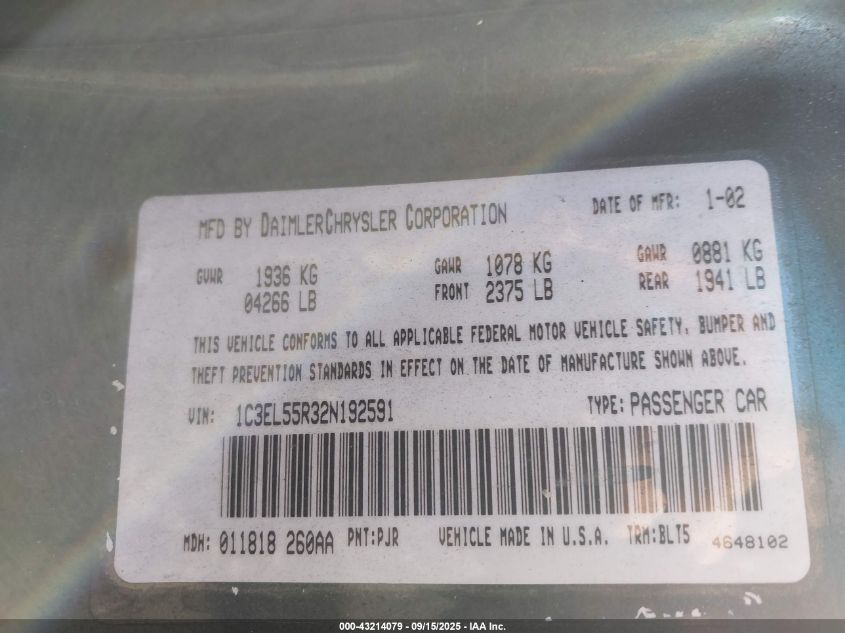 MFD BY DAIMLERCHRYSLER CORPORATION DATE OF MFR: 1-02
GVWR 1936 KG GAWR 1078 KG GAWR 0881 KG
04266 LB FRONT 2375 LB REAR 1941 LB
THIS VEHICLE CONFORMS TO ALL APPLICABLE FEDERAL MOTOR VEHICLE SAFETY, BUMPER AND
THEFT PREVENTION STANDARDS IN EFFECT ON THE DATE OF MANUFACTURE SHOWN ABOVE.
VIN: 1C3EL55R32N192591 TYPE: PASSENGER CAR
MDH: 011818 260AA PNT:PJR VEHICLE MADE IN U.S.A. TRM:BLT5 4648102
000-43214079 - 09/15/2025 - IAA Inc.